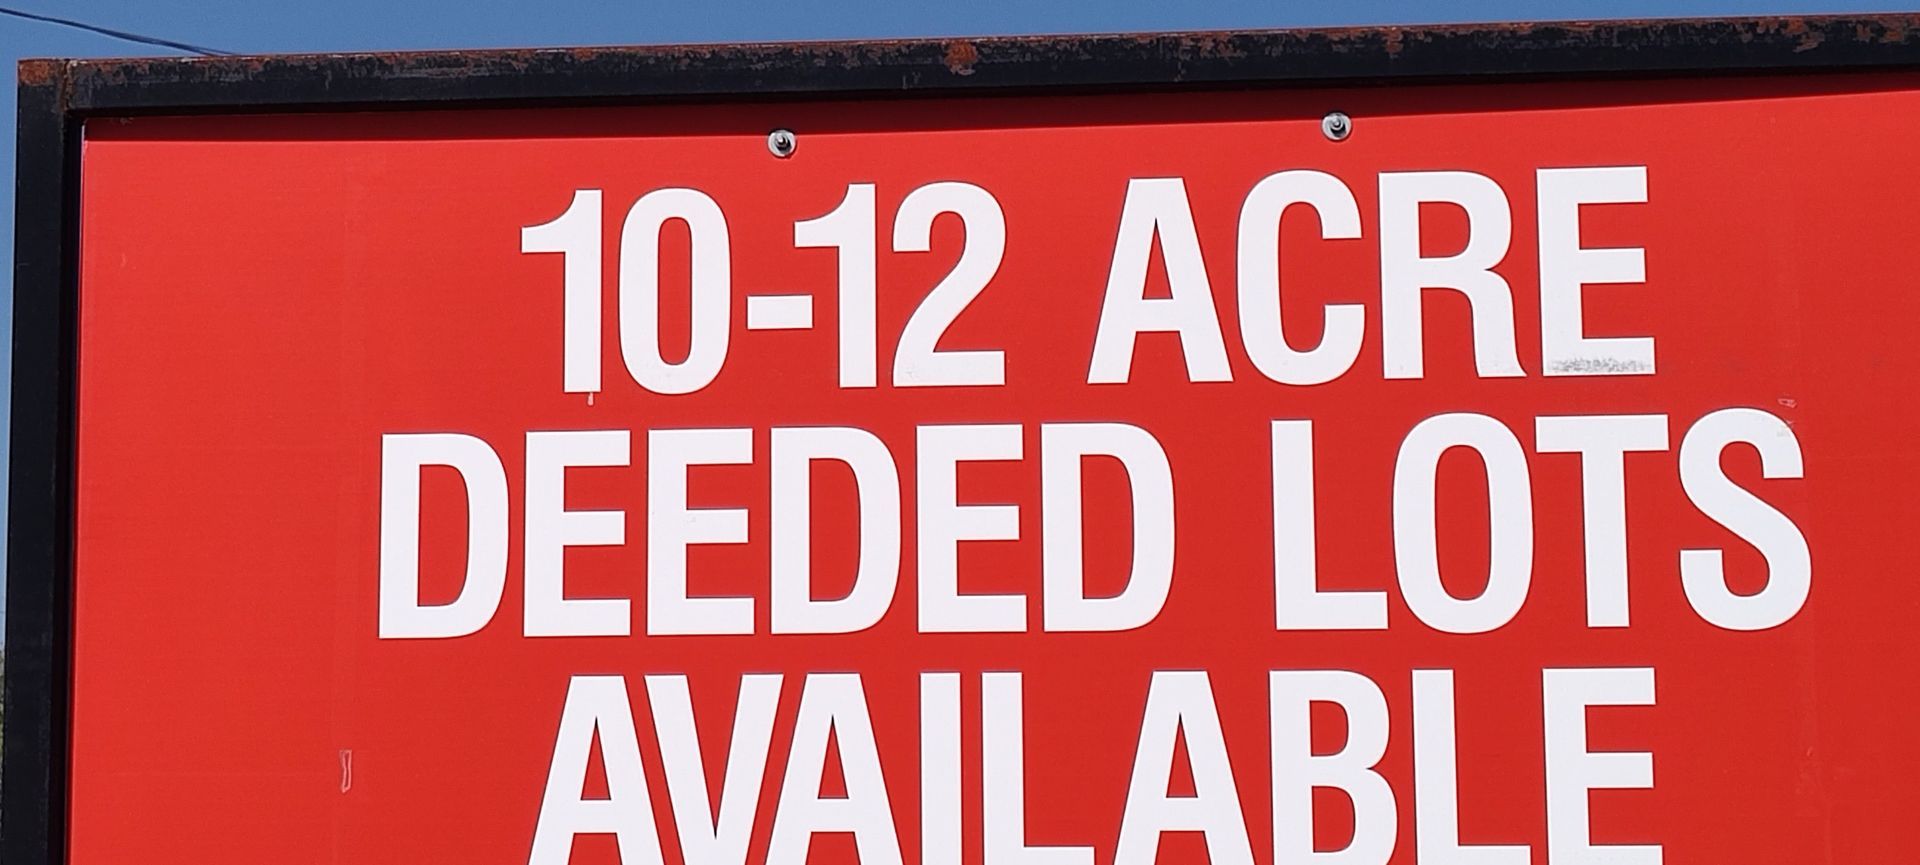 10-12 ACRE
DEEDED LOTS
AVAILABLE